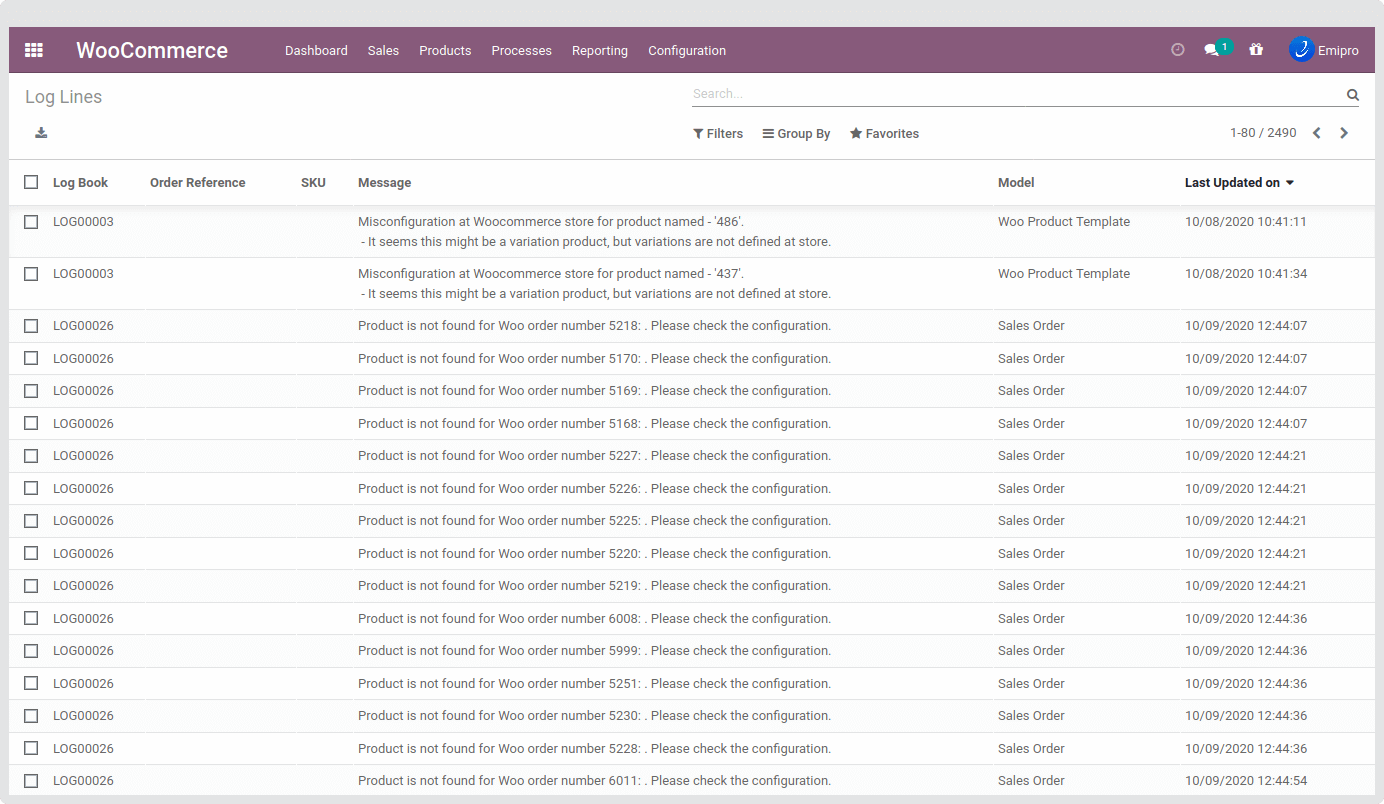 WooCommerce Dashboard Sales Products Processes Reporting Configuration 1 Emipro
Log Lines Search...
Filters Group By Favorites 1-80 / 2490
Log Book Order Reference SKU Message Model Last Updated on
LOG00003 Misconfiguration at Woocommerce store for product named - '486'. Woo Product Template 10/08/2020 10:41:11
- It seems this might be a variation product, but variations are not defined at store.
LOG00003 Misconfiguration at Woocommerce store for product named - '437'. Woo Product Template 10/08/2020 10:41:34
- It seems this might be a variation product, but variations are not defined at store.
LOG00026 Product is not found for Woo order number 5218: . Please check the configuration. Sales Order 10/09/2020 12:44:07
LOG00026 Product is not found for Woo order number 5170: . Please check the configuration. Sales Order 10/09/2020 12:44:07
LOG00026 Product is not found for Woo order number 5169: . Please check the configuration. Sales Order 10/09/2020 12:44:07
LOG00026 Product is not found for Woo order number 5168: . Please check the configuration. Sales Order 10/09/2020 12:44:07
LOG00026 Product is not found for Woo order number 5227: . Please check the configuration. Sales Order 10/09/2020 12:44:21
LOG00026 Product is not found for Woo order number 5226: . Please check the configuration. Sales Order 10/09/2020 12:44:21
LOG00026 Product is not found for Woo order number 5225: . Please check the configuration. Sales Order 10/09/2020 12:44:21
LOG00026 Product is not found for Woo order number 5220: . Please check the configuration. Sales Order 10/09/2020 12:44:21
LOG00026 Product is not found for Woo order number 5219: . Please check the configuration. Sales Order 10/09/2020 12:44:21
LOG00026 Product is not found for Woo order number 6008: . Please check the configuration. Sales Order 10/09/2020 12:44:36
LOG00026 Product is not found for Woo order number 5999: . Please check the configuration. Sales Order 10/09/2020 12:44:36
LOG00026 Product is not found for Woo order number 5251: . Please check the configuration. Sales Order 10/09/2020 12:44:36
LOG00026 Product is not found for Woo order number 5230: . Please check the configuration. Sales Order 10/09/2020 12:44:36
LOG00026 Product is not found for Woo order number 5228: . Please check the configuration. Sales Order 10/09/2020 12:44:36
LOG00026 Product is not found for Woo order number 6011: . Please check the configuration. Sales Order 10/09/2020 12:44:54